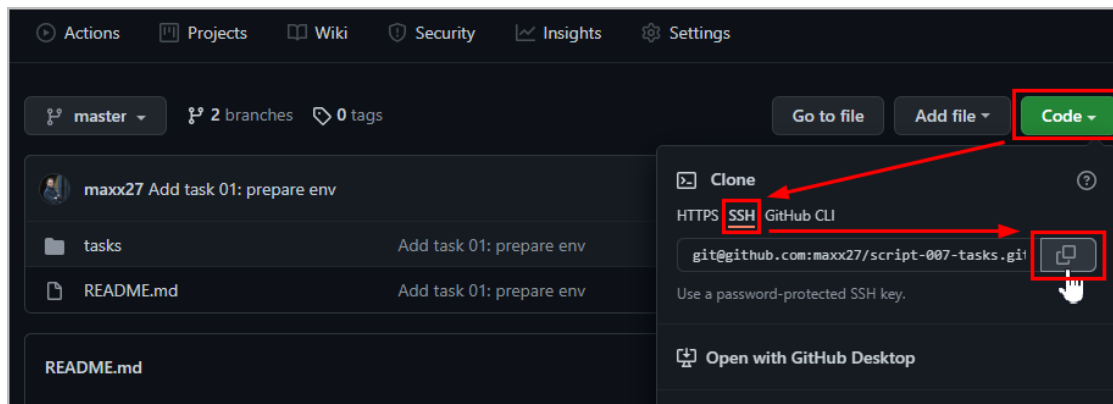 Actions Projects Wiki Security Insights Settings
master 2 branches 0 tags Go to file Add file Code
maxx27 Add task 01: prepare env
tasks Add task 01: prepare env
README.md Add task 01: prepare env
README.md
Clone
HTTPS SSH GitHub CLI
git@github.com:maxx27/script-007-tasks.git
Use a password-protected SSH key.
Open with GitHub Desktop